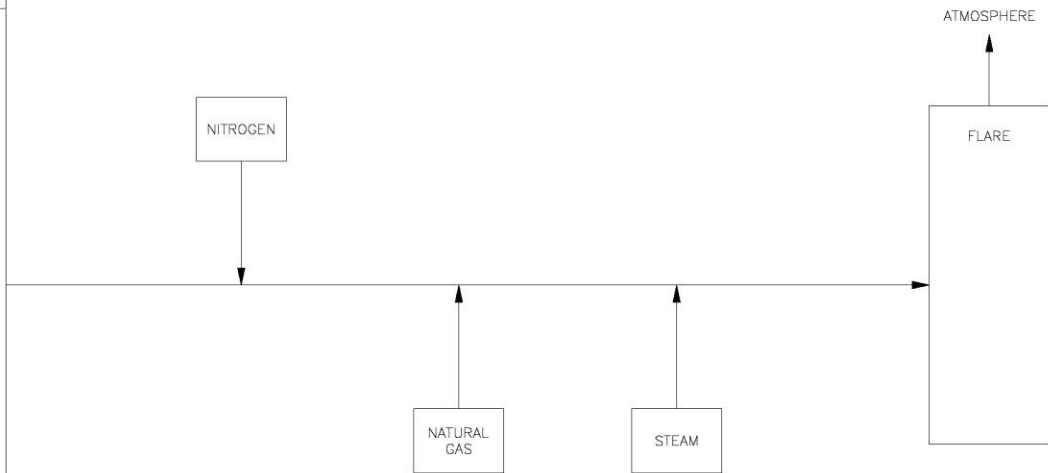 ATMOSPHERE
NITROGEN
FLARE
NATURAL
GAS
STEAM